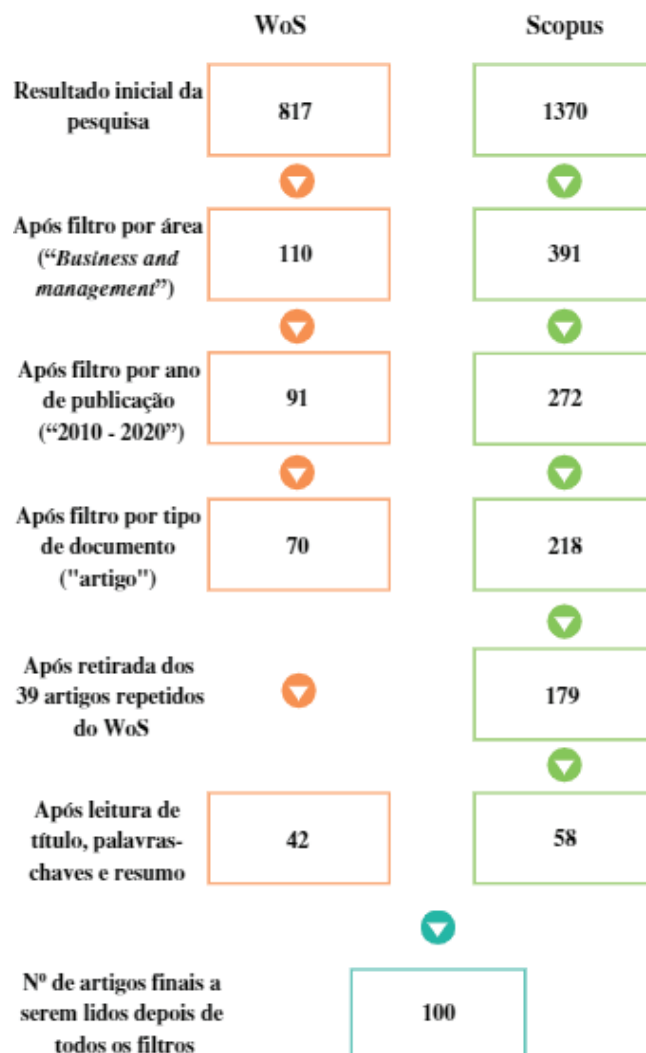 WoS
Scopus
Resultado inicial da
pesquisa
817
1370
Após filtro por área
(“Business and
management”)
110
391
Após filtro por ano
de publicação
(“2010 - 2020”)
91
272
Após filtro por tipo
de documento
("artigo")
70
218
Após retirada dos
39 artigos repetidos
do WoS
179
Após leitura de
título, palavras-
chaves e resumo
42
58
Nº de artigos finais a
serem lidos depois de
todos os filtros
100